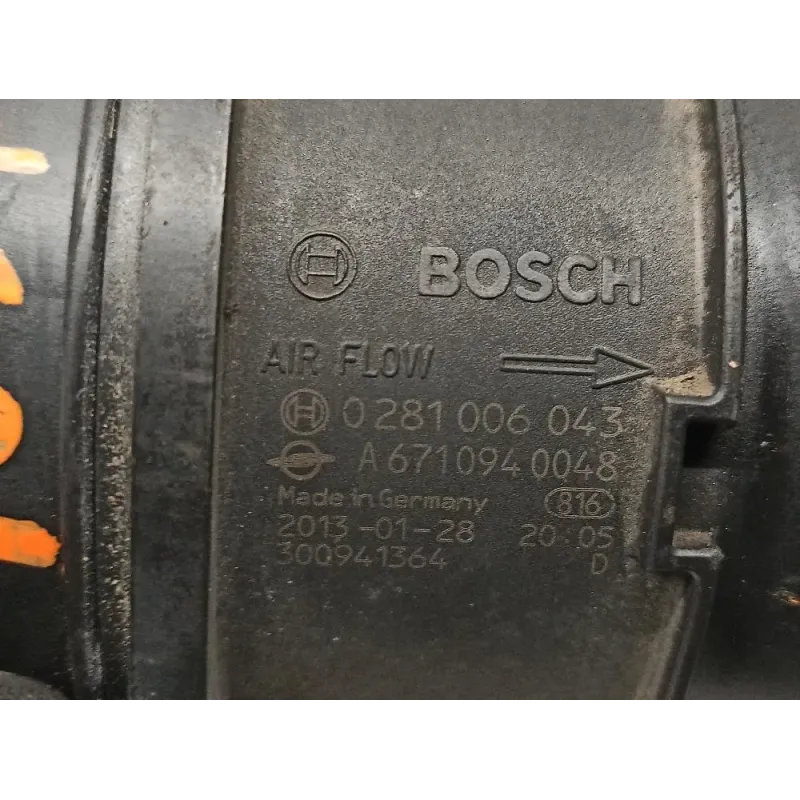 BOSCH
AIR FLOW
0 281 006 043
A 671 094 0048
Made in Germany 816
2013-01-28 20:05
300941364 D